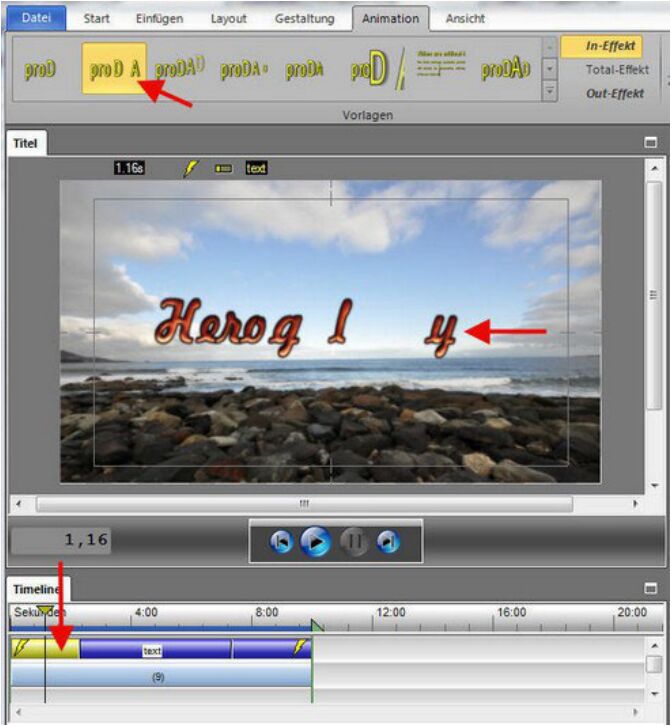 Datei Start Einfügen Layout Gestaltung Animation Ansicht
proD proD A proDAD proDA proDA proD proDAD
In-Effekt
Total-Effekt
Out-Effekt
Vorlagen
Titel
1.16s text
Herog l y
1,16
Timeline
Sekunden 4:00 8:00 12:00 16:00 20:00
text
(9)